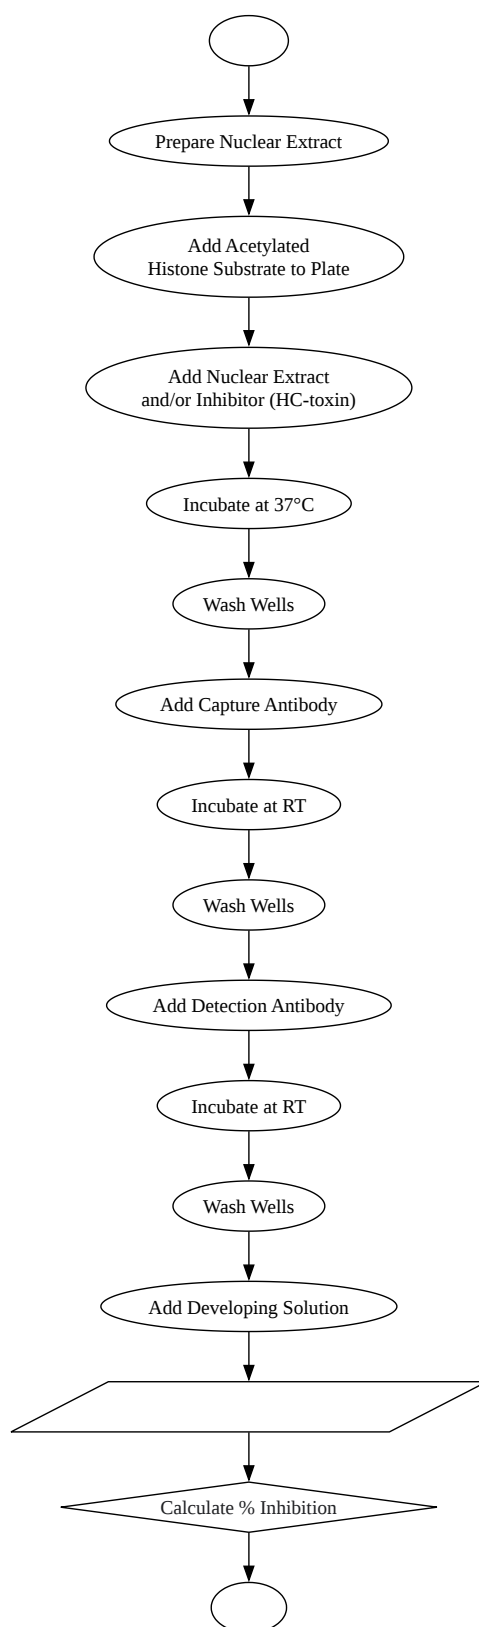 Prepare Nuclear Extract
Add Acetylated
Histone Substrate to Plate
Add Nuclear Extract
and/or Inhibitor (HC-toxin)
Incubate at 37°C
Wash Wells
Add Capture Antibody
Incubate at RT
Wash Wells
Add Detection Antibody
Incubate at RT
Wash Wells
Add Developing Solution
Calculate % Inhibition